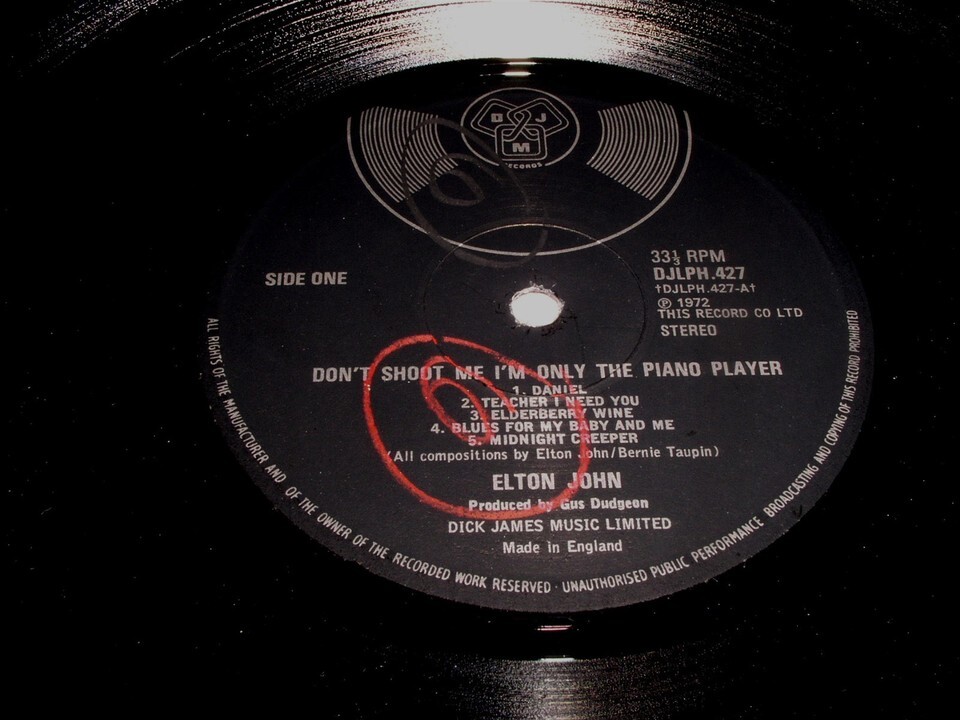 D J
M
RECORDS
SIDE ONE
33⅓ RPM
DJLPH.427
†DJLPH.427-A†
℗ 1972
THIS RECORD CO LTD
STEREO
DON'T SHOOT ME I'M ONLY THE PIANO PLAYER
1. DANIEL
2. TEACHER I NEED YOU
3. ELDERBERRY WINE
4. BLUES FOR MY BABY AND ME
5. MIDNIGHT CREEPER
(All compositions by Elton John/Bernie Taupin)
ELTON JOHN
Produced by Gus Dudgeon
DICK JAMES MUSIC LIMITED
Made in England
ALL RIGHTS OF THE MANUFACTURER AND OF THE OWNER OF THE RECORDED WORK RESERVED · UNAUTHORISED PUBLIC PERFORMANCE BROADCASTING AND COPYING OF THIS RECORD PROHIBITED